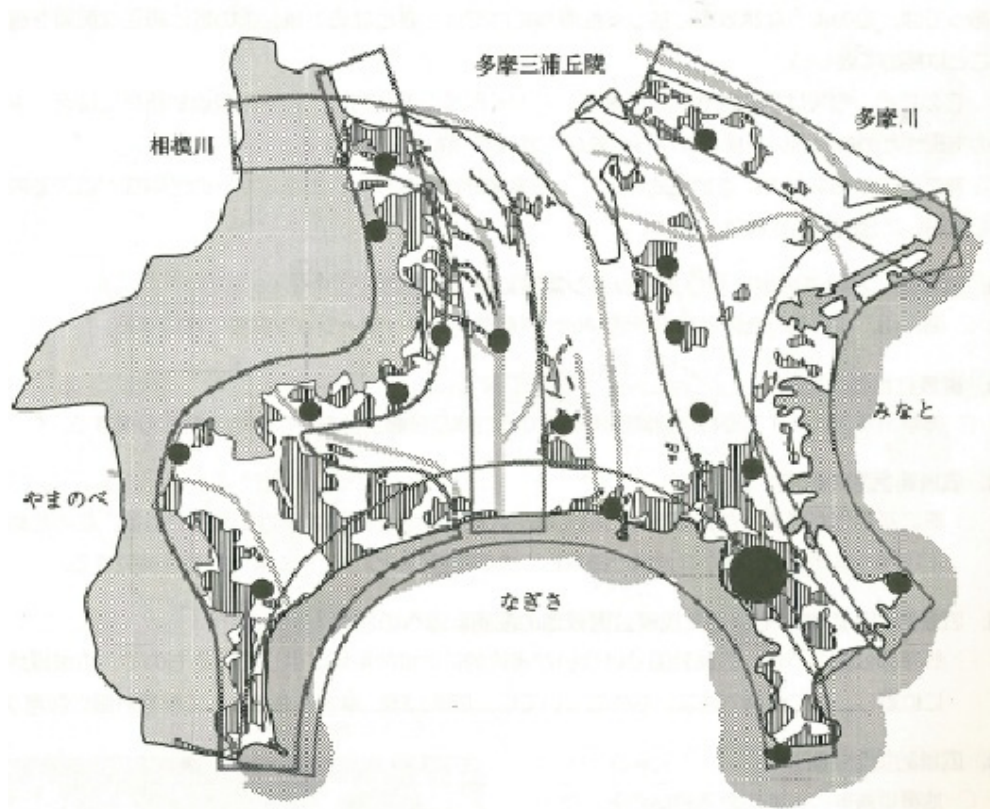 多摩三浦丘陵
多摩川
相模川
みなと
やまのべ
なぎさ